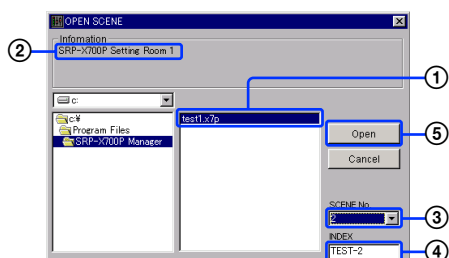 OPEN SCENE
Infomation
② SRP-X700P Setting Room 1
①
c:
c:¥
Program Files
SRP-X700P Manager
test1.x7p
Open ⑤
Cancel
SCENE No.
2 ③
INDEX
TEST-2 ④